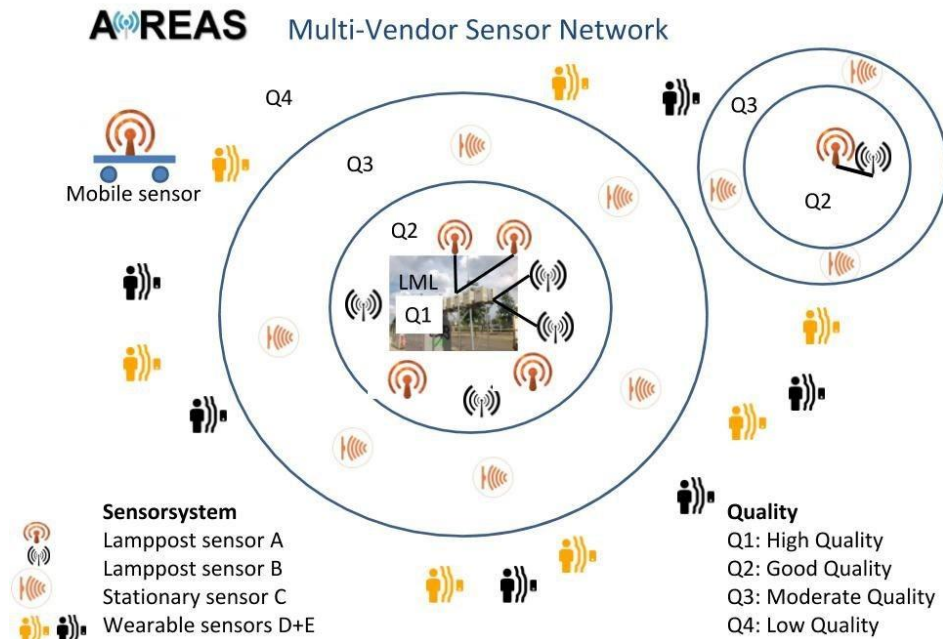 A REAS Multi-Vendor Sensor Network
Q4
Q3
Q3
Mobile sensor
Q2
Q2
LML
Q1
Sensorsystem
Lamppost sensor A
Lamppost sensor B
Stationary sensor C
Wearable sensors D+E
Quality
Q1: High Quality
Q2: Good Quality
Q3: Moderate Quality
Q4: Low Quality